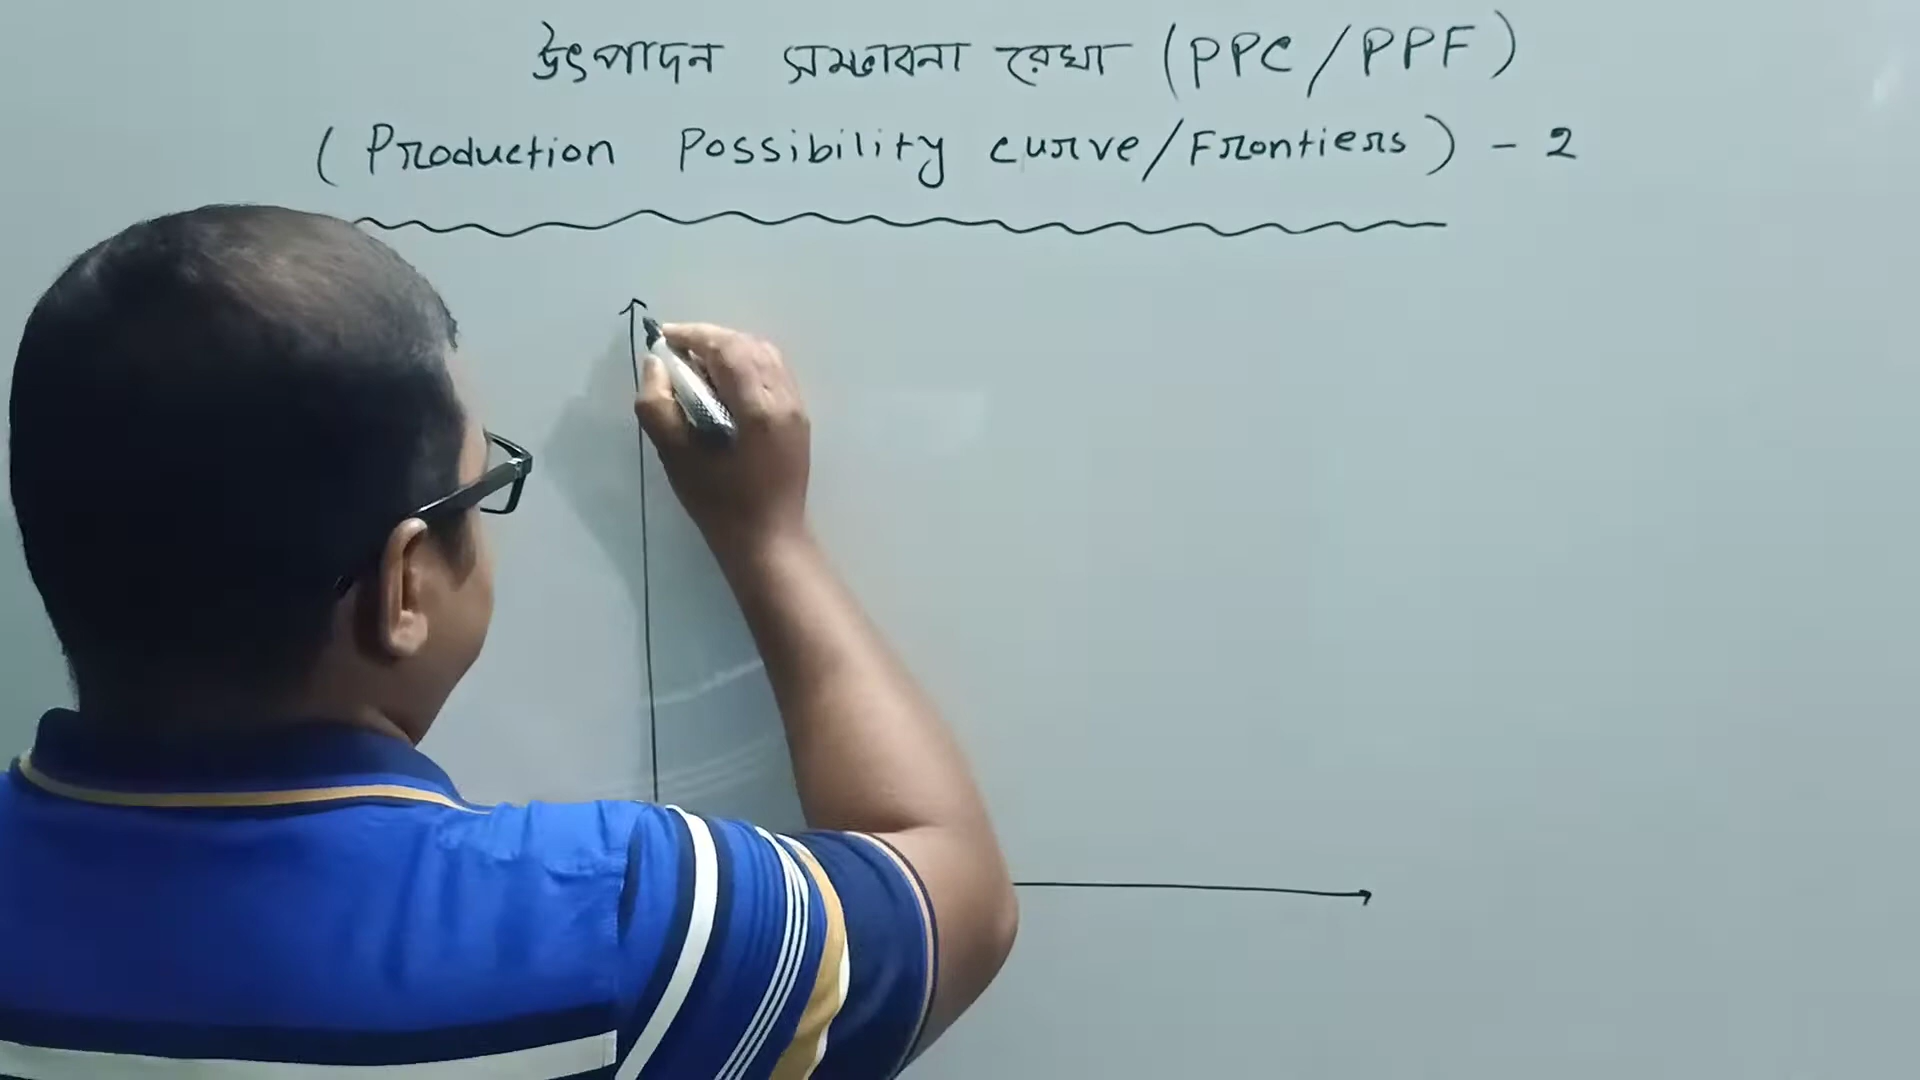 উৎপাদন সম্ভাবনা রেখা (PPC/PPF)
(Production Possibility curve/Frontiers) - 2